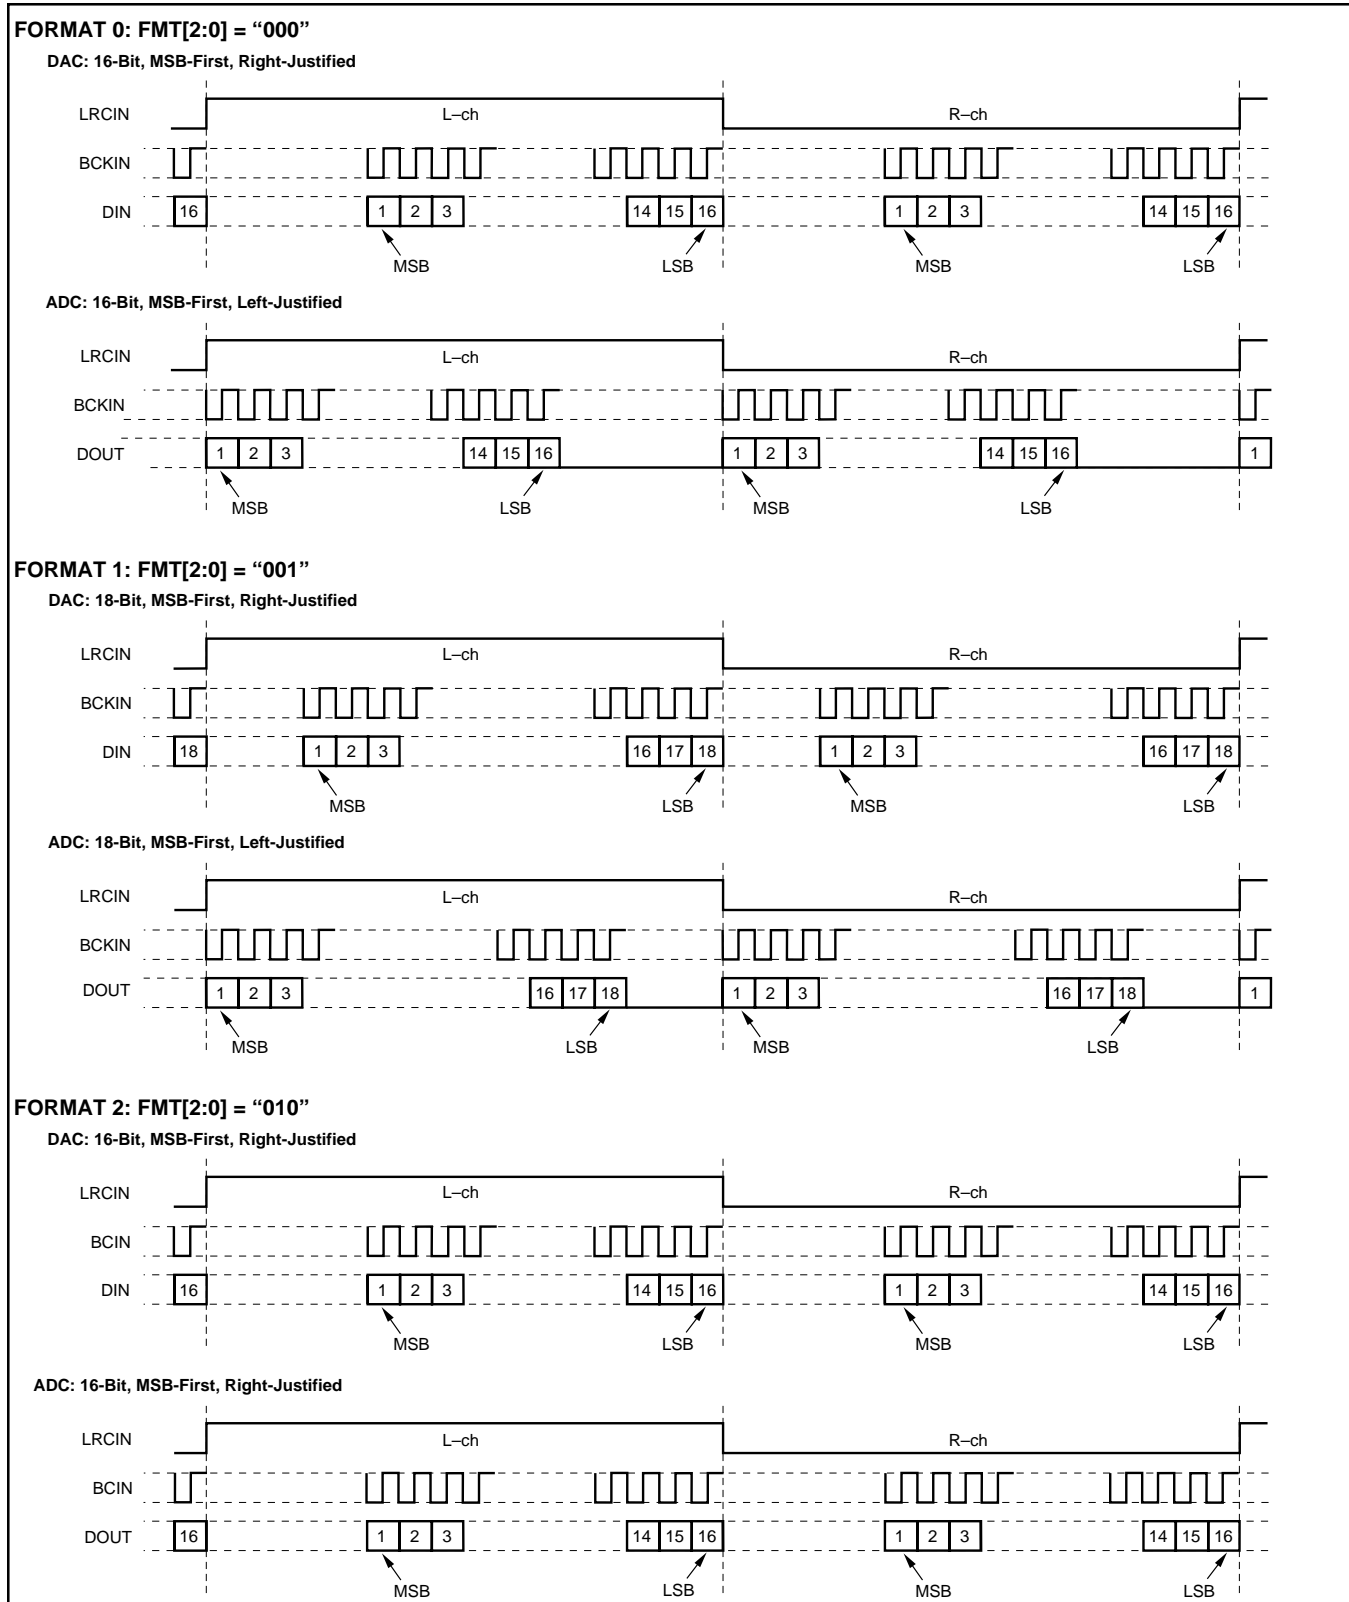 FORMAT 0: FMT[2:0] = “000”
DAC: 16-Bit, MSB-First, Right-Justified
LRCIN L–ch R–ch
BCKIN
DIN 16 1 2 3 14 15 16 1 2 3 14 15 16
MSB LSB MSB LSB
ADC: 16-Bit, MSB-First, Left-Justified
LRCIN L–ch R–ch
BCKIN
DOUT 1 2 3 14 15 16 1 2 3 14 15 16 1
MSB LSB MSB LSB
FORMAT 1: FMT[2:0] = “001”
DAC: 18-Bit, MSB-First, Right-Justified
LRCIN L–ch R–ch
BCKIN
DIN 18 1 2 3 16 17 18 1 2 3 16 17 18
MSB LSB MSB LSB
ADC: 18-Bit, MSB-First, Left-Justified
LRCIN L–ch R–ch
BCKIN
DOUT 1 2 3 16 17 18 1 2 3 16 17 18 1
MSB LSB MSB LSB
FORMAT 2: FMT[2:0] = “010”
DAC: 16-Bit, MSB-First, Right-Justified
LRCIN L–ch R–ch
BCIN
DIN 16 1 2 3 14 15 16 1 2 3 14 15 16
MSB LSB MSB LSB
ADC: 16-Bit, MSB-First, Right-Justified
LRCIN L–ch R–ch
BCIN
DOUT 16 1 2 3 14 15 16 1 2 3 14 15 16
MSB LSB MSB LSB